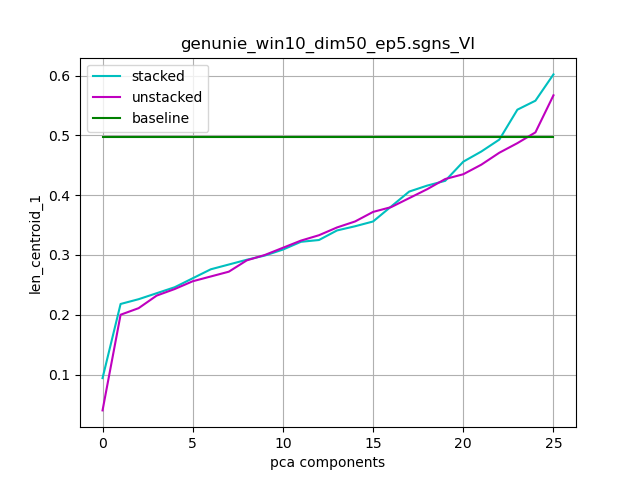 genunie_win10_dim50_ep5.sgns_VI
stacked
unstacked
baseline
len_centroid_1
0.6
0.5
0.4
0.3
0.2
0.1
0 5 10 15 20 25
pca components